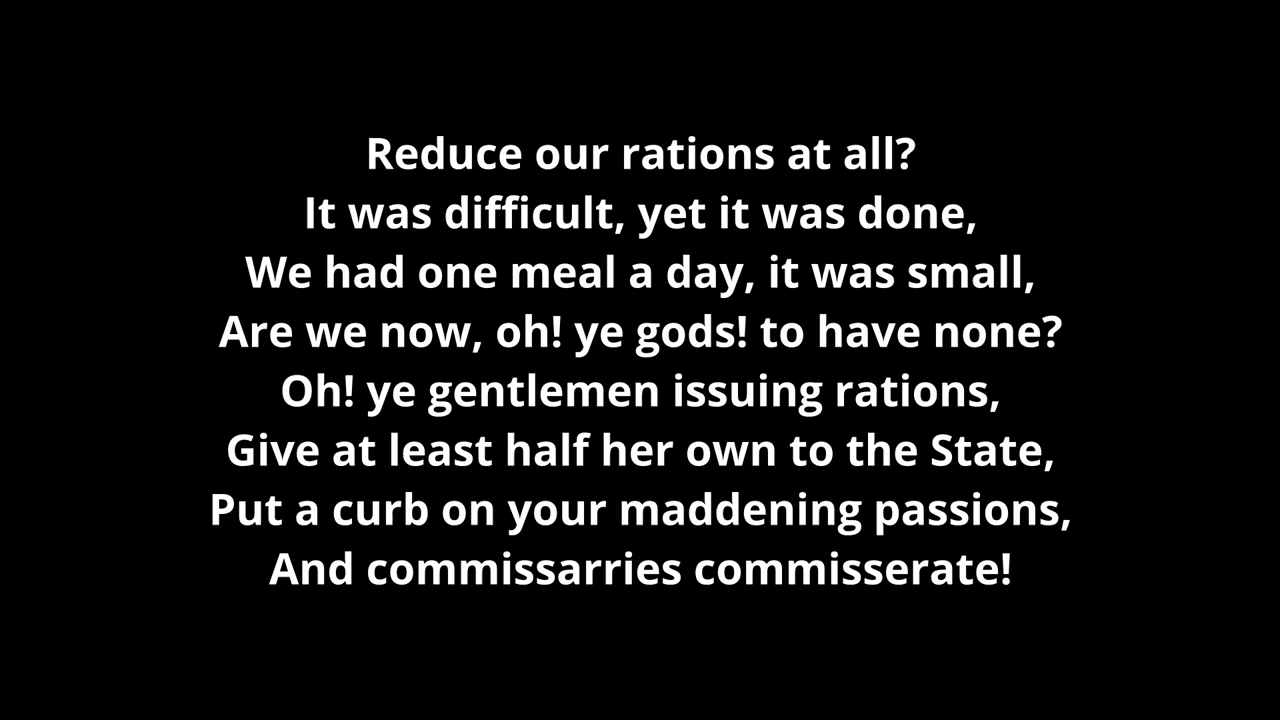 Reduce our rations at all?
It was difficult, yet it was done,
We had one meal a day, it was small,
Are we now, oh! ye gods! to have none?
Oh! ye gentlemen issuing rations,
Give at least half her own to the State,
Put a curb on your maddening passions,
And commissarries commisserate!